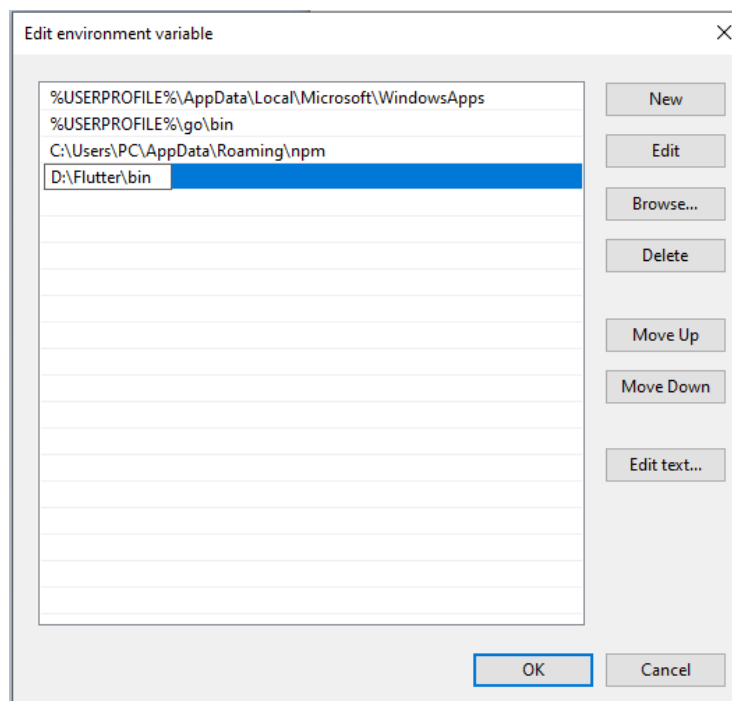 Edit environment variable
%USERPROFILE%\AppData\Local\Microsoft\WindowsApps
%USERPROFILE%\go\bin
C:\Users\PC\AppData\Roaming\npm
D:\Flutter\bin
New
Edit
Browse...
Delete
Move Up
Move Down
Edit text...
OK
Cancel